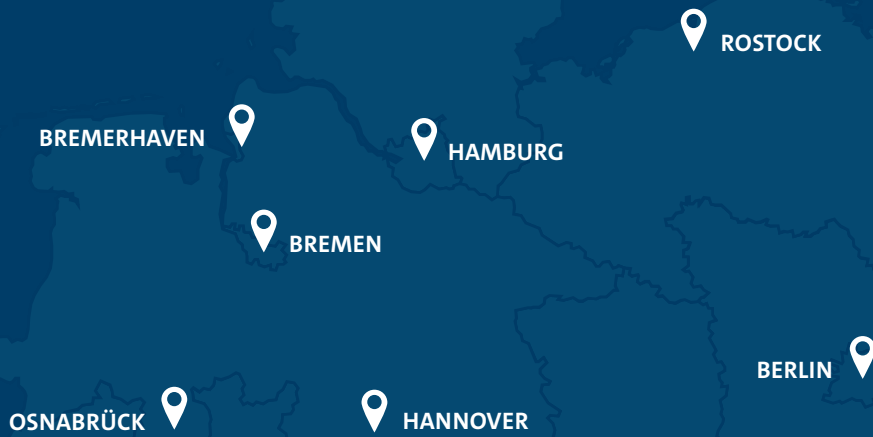 ROSTOCK
BREMERHAVEN
HAMBURG
BREMEN
BERLIN
OSNABRÜCK
HANNOVER